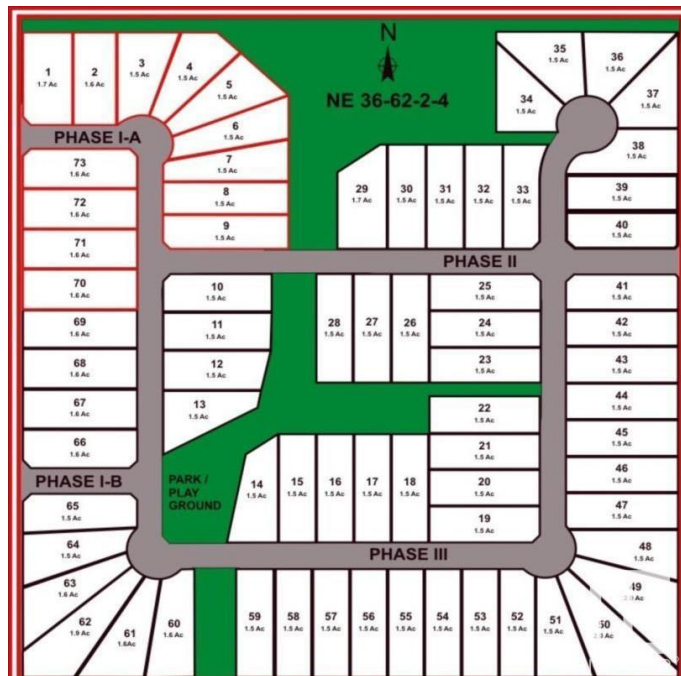 N
NE 36-62-2-4
1
1.7 Ac
2
1.6 Ac
3
1.5 Ac
4
1.5 Ac
5
1.5 Ac
6
1.5 Ac
7
1.5 Ac
8
1.5 Ac
9
1.5 Ac
PHASE I-A
73
1.6 Ac
72
1.6 Ac
71
1.6 Ac
70
1.6 Ac
69
1.6 Ac
68
1.6 Ac
67
1.6 Ac
66
1.6 Ac
35
1.5 Ac
36
1.5 Ac
34
1.5 Ac
37
1.5 Ac
38
1.5 Ac
39
1.5 Ac
40
1.5 Ac
29
1.7 Ac
30
1.5 Ac
31
1.5 Ac
32
1.5 Ac
33
1.5 Ac
PHASE II
10
1.5 Ac
11
1.5 Ac
12
1.5 Ac
13
1.5 Ac
28
1.5 Ac
27
1.5 Ac
26
1.5 Ac
25
1.5 Ac
24
1.5 Ac
23
1.5 Ac
22
1.5 Ac
21
1.5 Ac
20
1.5 Ac
19
1.5 Ac
41
1.5 Ac
42
1.5 Ac
43
1.5 Ac
44
1.5 Ac
45
1.5 Ac
46
1.5 Ac
47
1.5 Ac
48
1.5 Ac
49
50
51
1.5 Ac
PHASE I-B
PARK /
PLAY
GROUND
14
1.5 Ac
15
1.5 Ac
16
1.5 Ac
17
1.5 Ac
18
1.5 Ac
PHASE III
65
1.5 Ac
64
1.5 Ac
63
1.6 Ac
62
1.9 Ac
61
1.6Ac
60
1.6 Ac
59
1.5 Ac
58
1.5 Ac
57
1.5 Ac
56
1.5 Ac
55
1.5 Ac
54
1.5 Ac
53
1.5 Ac
52
1.5 Ac